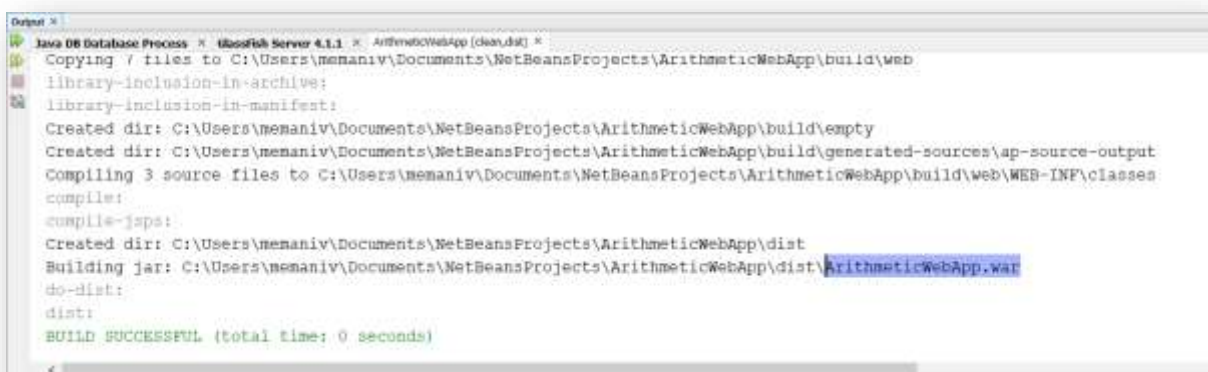 Output
Java DB Database Process GlassFish Server 4.1.1 ArithmeticWebApp (clean,dist)
Copying 7 files to C:\Users\memaniv\Documents\NetBeansProjects\ArithmeticWebApp\build\web
library-inclusion-in-archive:
library-inclusion-in-manifest:
Created dir: C:\Users\memaniv\Documents\NetBeansProjects\ArithmeticWebApp\build\empty
Created dir: C:\Users\memaniv\Documents\NetBeansProjects\ArithmeticWebApp\build\generated-sources\ap-source-output
Compiling 3 source files to C:\Users\memaniv\Documents\NetBeansProjects\ArithmeticWebApp\build\web\WEB-INF\classes
compile:
compile-jsps:
Created dir: C:\Users\memaniv\Documents\NetBeansProjects\ArithmeticWebApp\dist
Building jar: C:\Users\memaniv\Documents\NetBeansProjects\ArithmeticWebApp\dist\ArithmeticWebApp.war
do-dist:
dist:
BUILD SUCCESSFUL (total time: 0 seconds)